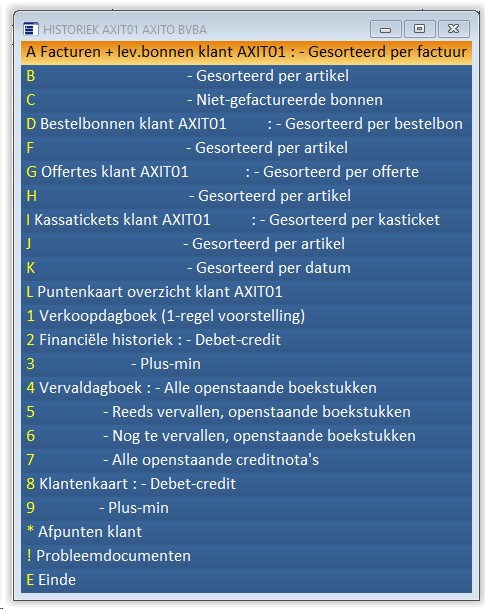 HISTORIEK AXIT01 AXITO BVBA
A Facturen + lev.bonnen klant AXIT01 : - Gesorteerd per factuur
B - Gesorteerd per artikel
C - Niet-gefactureerde bonnen
D Bestelbonnen klant AXIT01 : - Gesorteerd per bestelbon
F - Gesorteerd per artikel
G Offertes klant AXIT01 : - Gesorteerd per offerte
H - Gesorteerd per artikel
I Kassatickets klant AXIT01 : - Gesorteerd per kasticket
J - Gesorteerd per artikel
K - Gesorteerd per datum
L Puntenkaart overzicht klant AXIT01
1 Verkoopdagboek (1-regel voorstelling)
2 Financiële historiek : - Debet-credit
3 - Plus-min
4 Vervaldagboek : - Alle openstaande boekstukken
5 - Reeds vervallen, openstaande boekstukken
6 - Nog te vervallen, openstaande boekstukken
7 - Alle openstaande creditnota's
8 Klantenkaart : - Debet-credit
9 - Plus-min
* Afpunten klant
! Probleemdocumenten
E Einde